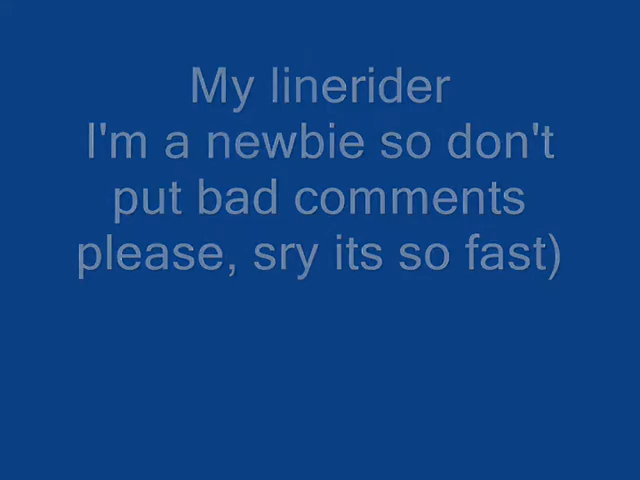 My linerider
I'm a newbie so don't
put bad comments
please, sry its so fast)